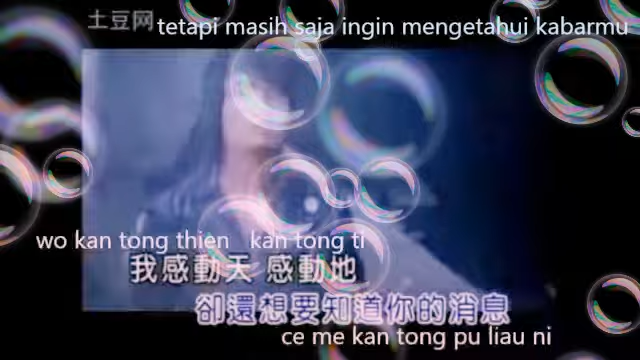 土豆网
tetapi masih saja ingin mengetahui kabarmu
wo kan tong thien kan tong ti
我感動天 感動地
卻還想要知道你的消息
ce me kan tong pu liau ni